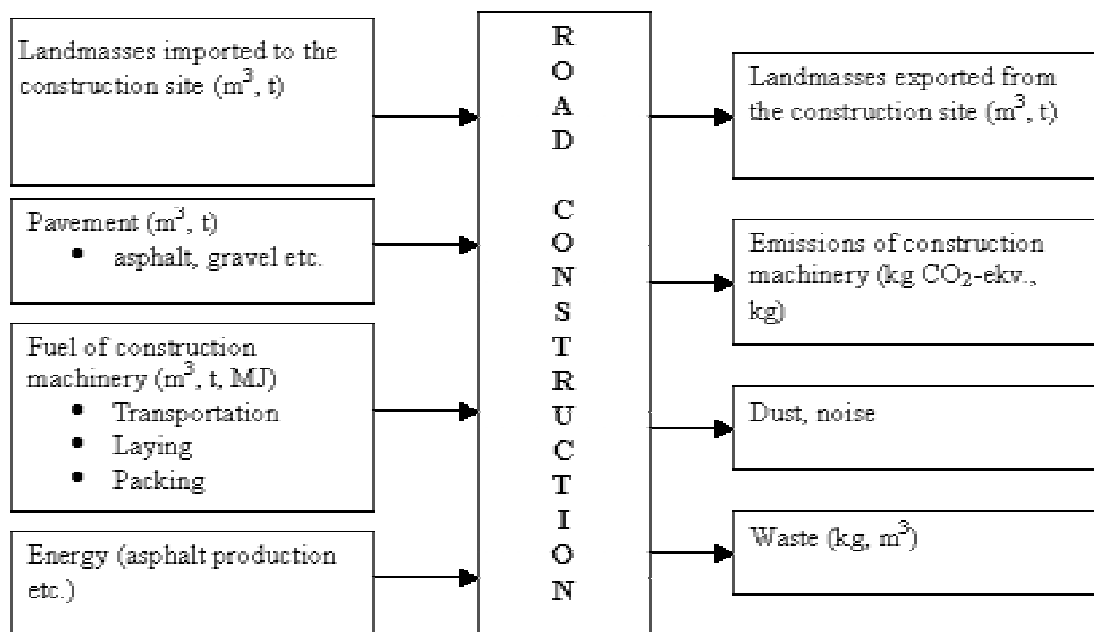 Landmasses imported to the
construction site (m³, t)
Pavement (m³, t)
• asphalt, gravel etc.
Fuel of construction
machinery (m³, t, MJ)
• Transportation
• Laying
• Packing
Energy (asphalt production
etc.)
R
O
A
D
C
O
N
S
T
R
U
C
T
I
O
N
Landmasses exported from
the construction site (m³, t)
Emissions of construction
machinery (kg CO₂-ekv.,
kg)
Dust, noise
Waste (kg, m³)